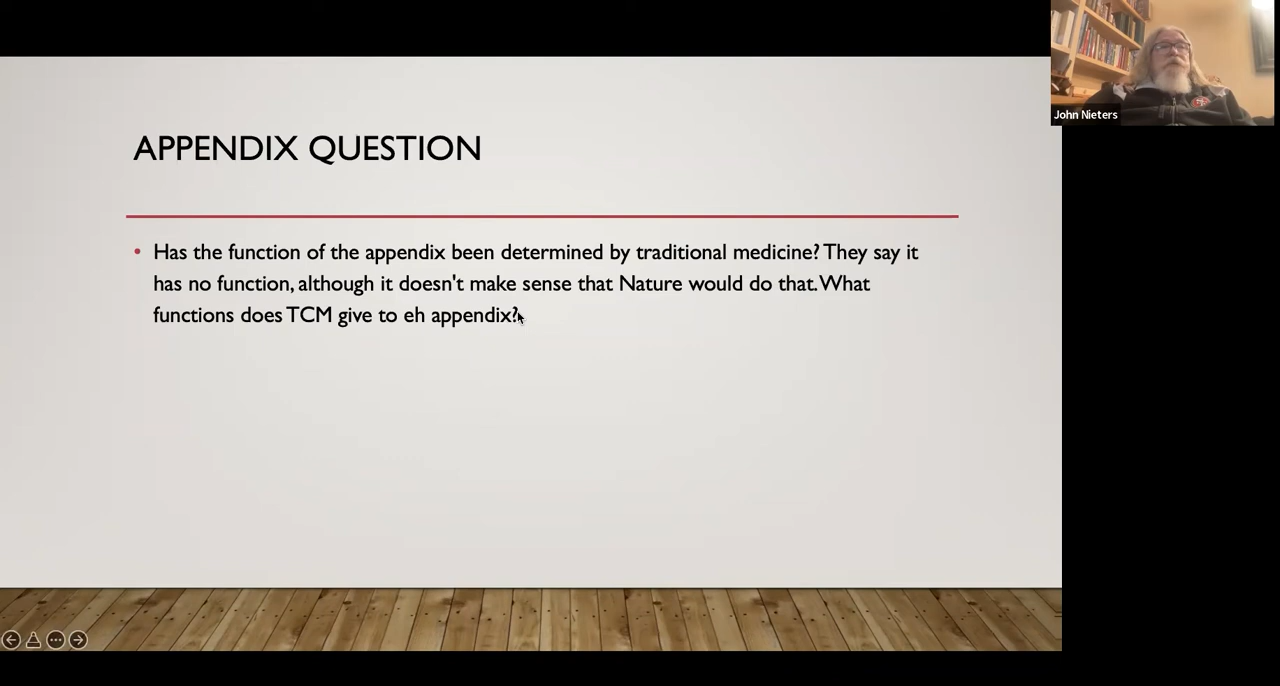 John Nieters
APPENDIX QUESTION
• Has the function of the appendix been determined by traditional medicine? They say it
has no function, although it doesn't make sense that Nature would do that. What
functions does TCM give to eh appendix?